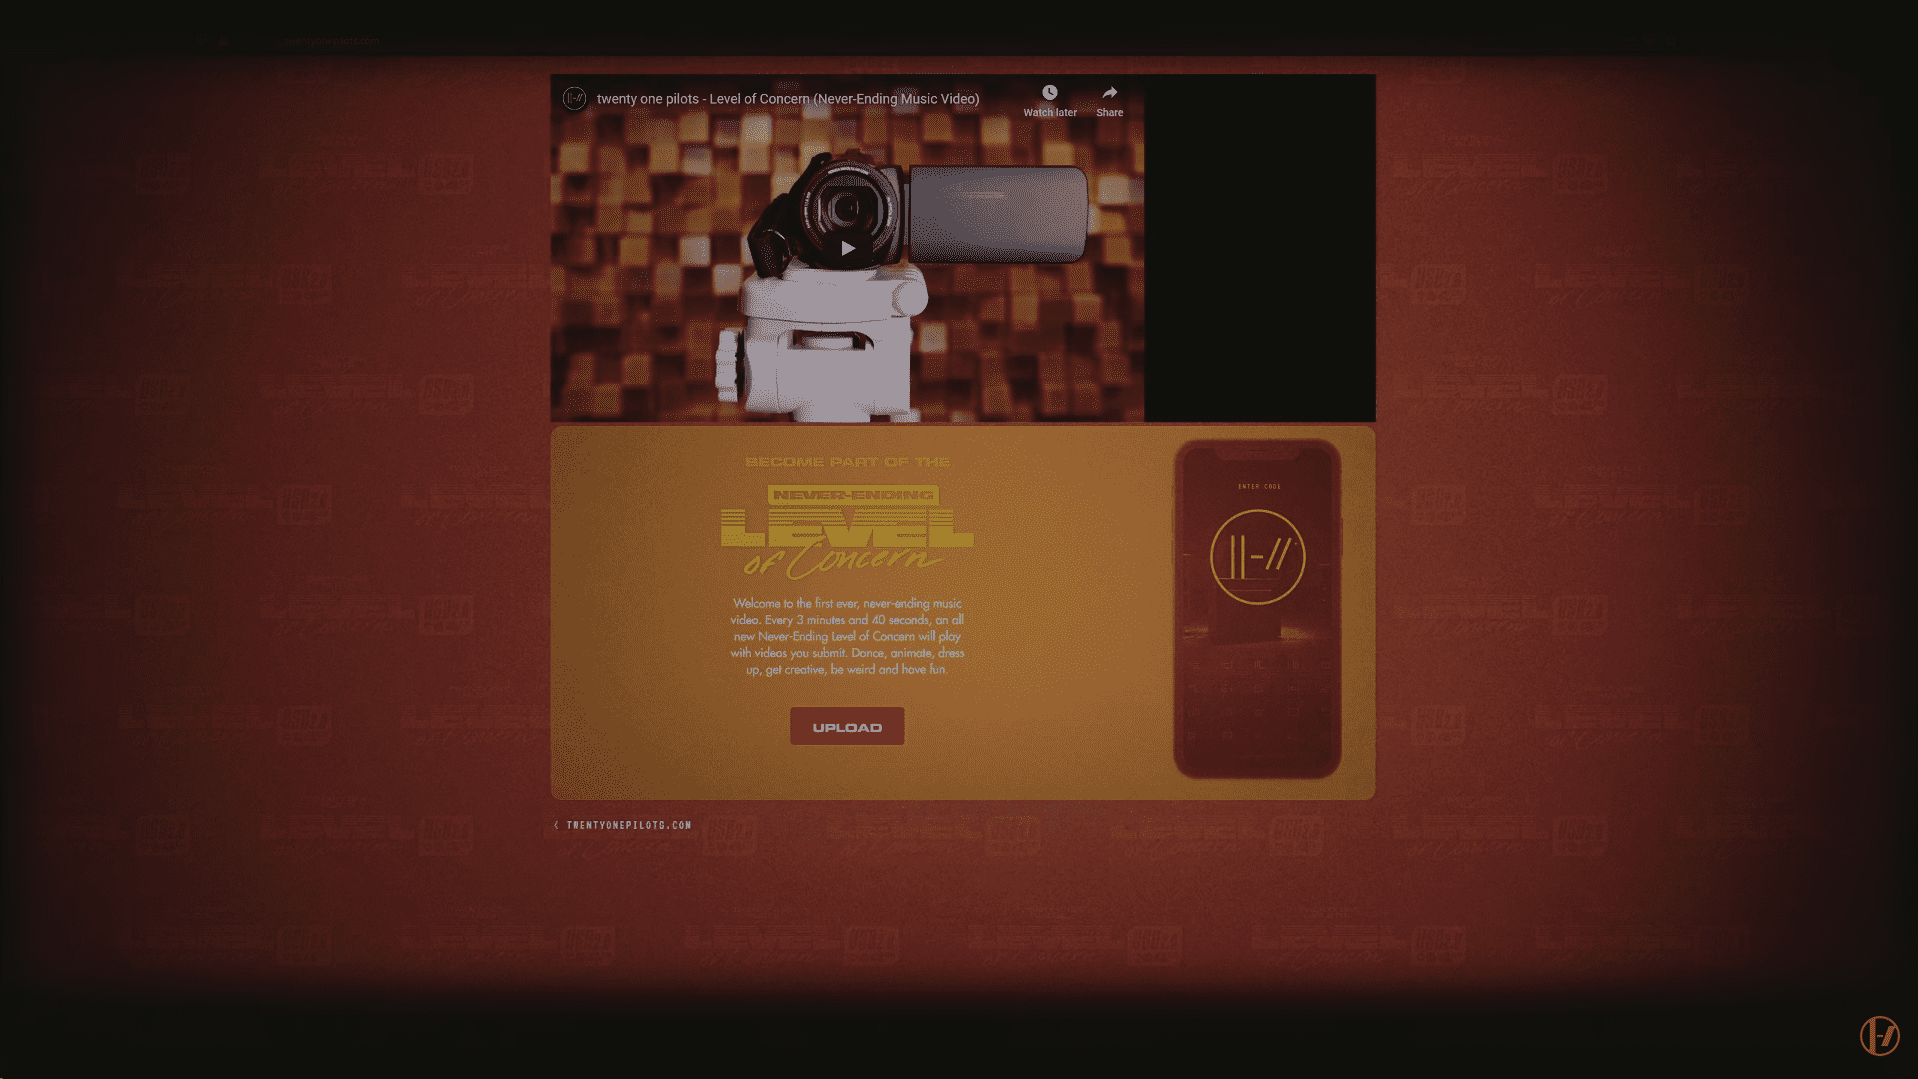 twentyonepilots.com
twenty one pilots - Level of Concern (Never-Ending Music Video)
Watch later
Share
BECOME PART OF THE
NEVER-ENDING
LEVEL
of Concern
Welcome to the first ever, never-ending music
video. Every 3 minutes and 40 seconds, an all
new Never-Ending Level of Concern will play
with videos you submit. Dance, animate, dress
up, get creative, be weird and have fun.
UPLOAD
ENTER CODE
< TWENTYONEPILOTS.COM